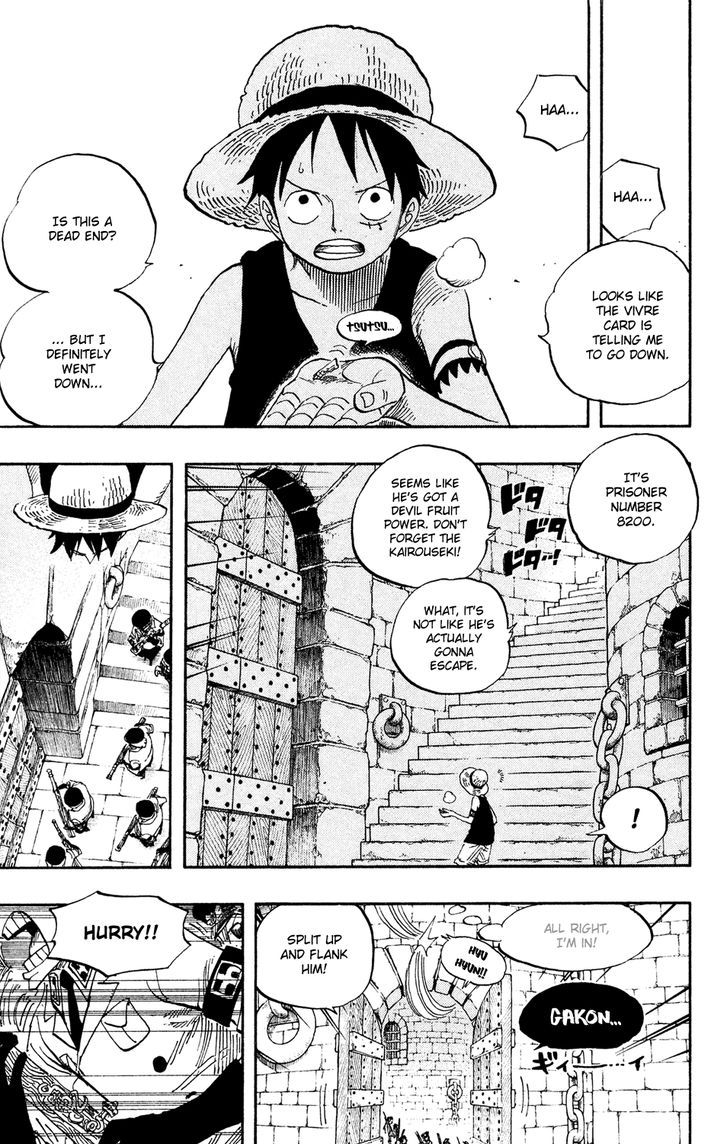 HAA...
LOOKS LIKE
THE VIVRE
CARD IS
TELLING ME
TO GO DOWN.
HAA...
TSUTSU...
IS THIS A
DEAD END?
... BUT I
DEFINITELY
WENT
DOWN...
IT'S
PRISONER
NUMBER
8200.
ドタ
ドタ
ドタ…!
SEEMS LIKE
HE'S GOT A
DEVIL FRUIT
POWER. DON'T
FORGET THE
KAIROUSEKI!
WHAT, IT'S
NOT LIKE HE'S
ACTUALLY
GONNA
ESCAPE.
!
ALL RIGHT,
I'M IN!
GAKON...
ギィー…ィ
HYU
HYUN!!
SPLIT UP
AND FLANK
HIM!
HURRY!!